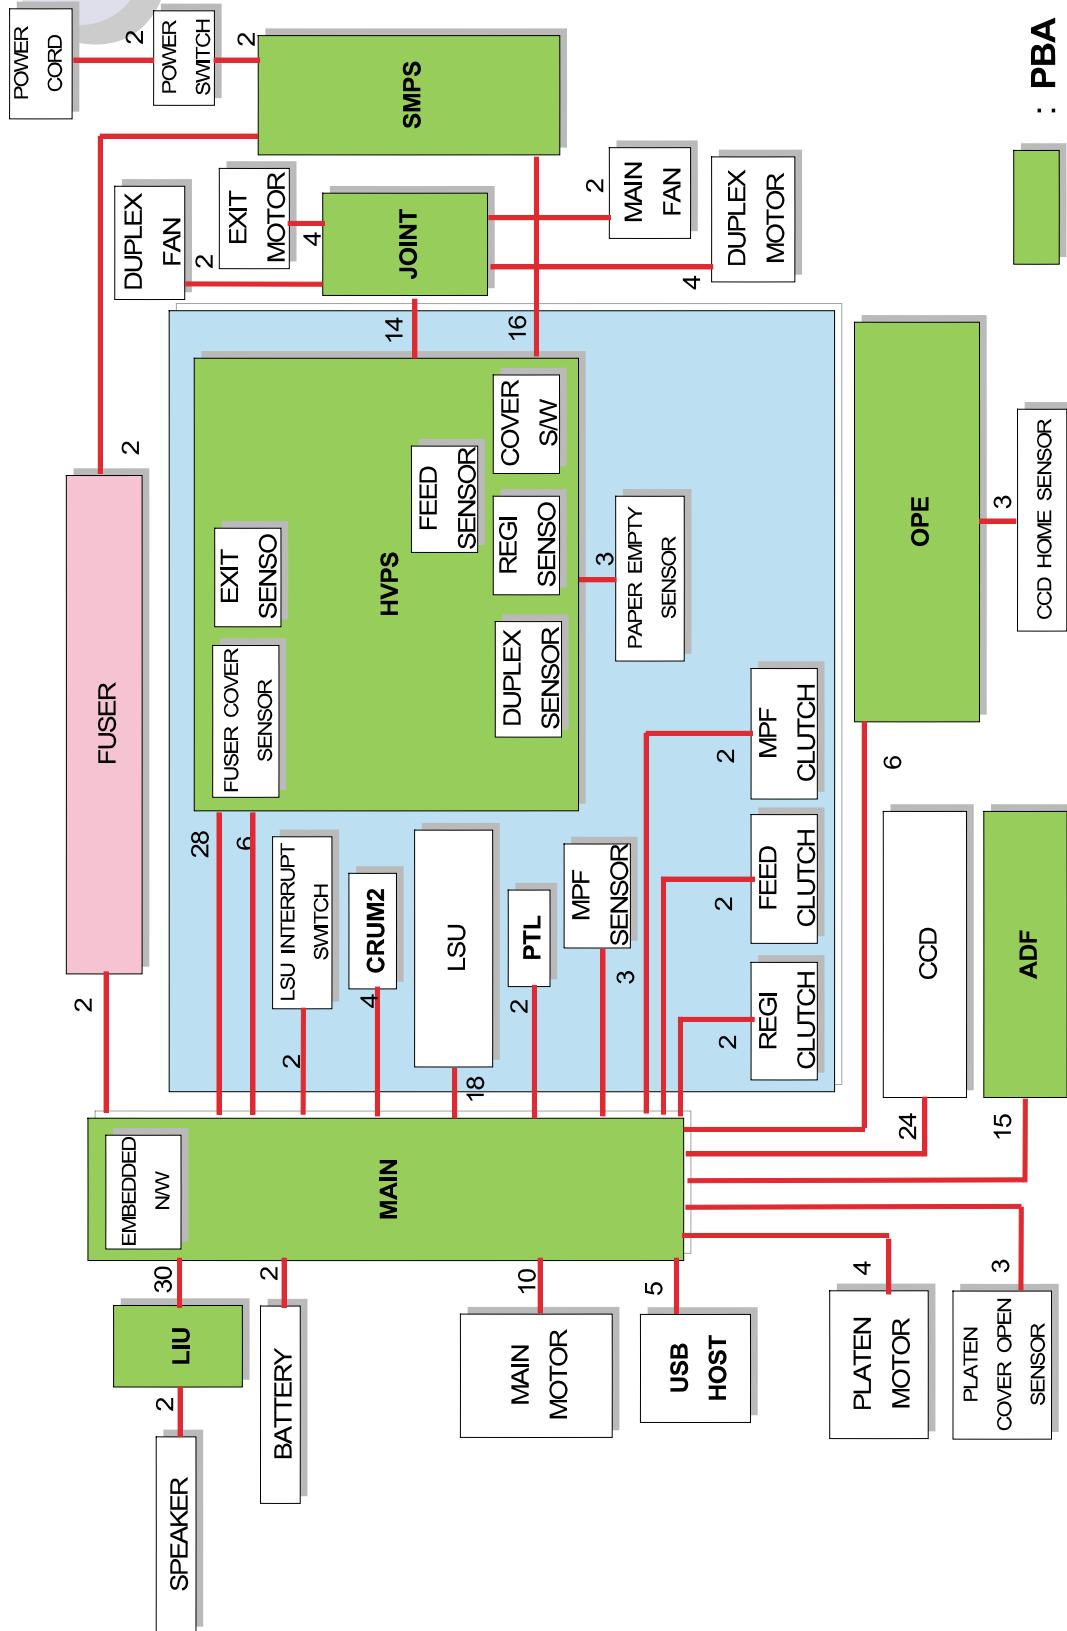 SPEAKER
2
LIU
30
BATTERY
2
MAIN
MOTOR
10
USB
HOST
5
PLATEN
MOTOR
4
PLATEN
COVER OPEN
SENSOR
3
EMBEDDED
N/W
MAIN
2
FUSER
2
28
6
LSU INTERRUPT
SWITCH
2
CRUM2
4
LSU
18
PTL
2
MPF
SENSOR
3
REGI
CLUTCH
2
FEED
CLUTCH
2
MPF
CLUTCH
2
CCD
24
ADF
15
6
OPE
3
CCD HOME SENSOR
FUSER COVER
SENSOR
EXIT
SENSO
HVPS
FEED
SENSOR
DUPLEX
SENSOR
REGI
SENSO
COVER
S/W
3
PAPER EMPTY
SENSOR
14
16
JOINT
DUPLEX
FAN
2
EXIT
MOTOR
4
MAIN
FAN
2
DUPLEX
MOTOR
4
SMPS
POWER
CORD
2
POWER
SWITCH
2
: PBA